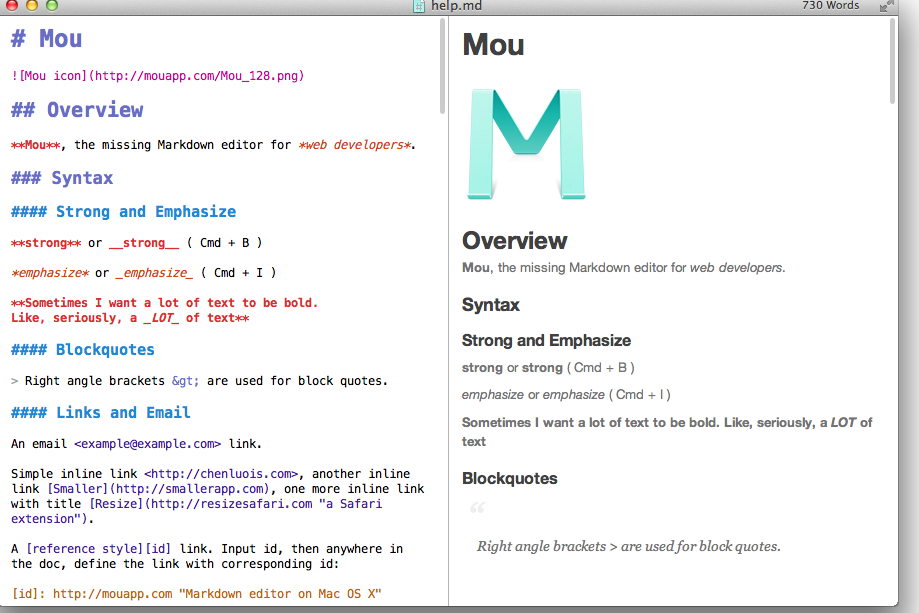 help.md
730 Words
# Mou
![Mou icon](http://mouapp.com/Mou_128.png)
## Overview
**Mou**, the missing Markdown editor for *web developers*.
### Syntax
#### Strong and Emphasize
**strong** or __strong__ ( Cmd + B )
*emphasize* or _emphasize_ ( Cmd + I )
**Sometimes I want a lot of text to be bold.
Like, seriously, a _LOT_ of text**
#### Blockquotes
> Right angle brackets &gt; are used for block quotes.
#### Links and Email
An email <example@example.com> link.
Simple inline link <http://chenluois.com>, another inline
link [Smaller](http://smallerapp.com), one more inline link
with title [Resize](http://resizesafari.com "a Safari
extension").
A [reference style][id] link. Input id, then anywhere in
the doc, define the link with corresponding id:
[id]: http://mouapp.com "Markdown editor on Mac OS X"
Mou
M
Overview
Mou, the missing Markdown editor for web developers.
Syntax
Strong and Emphasize
strong or strong ( Cmd + B )
emphasize or emphasize ( Cmd + I )
Sometimes I want a lot of text to be bold. Like, seriously, a LOT of
text
Blockquotes
“
Right angle brackets > are used for block quotes.